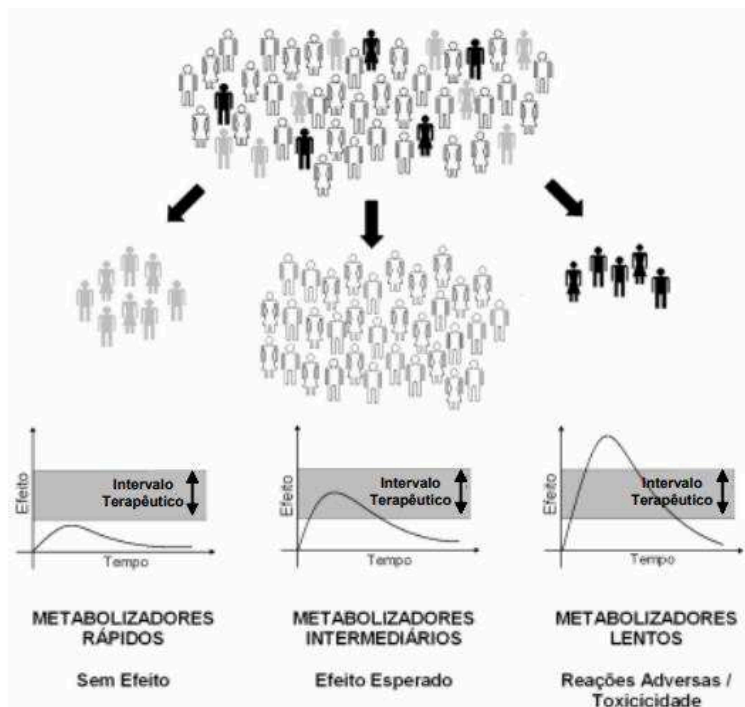 Efeito
Intervalo
Terapêutico
Tempo
Efeito
Intervalo
Terapêutico
Tempo
Efeito
Intervalo
Terapêutico
Tempo
METABOLIZADORES
RÁPIDOS
Sem Efeito
METABOLIZADORES
INTERMEDIÁRIOS
Efeito Esperado
METABOLIZADORES
LENTOS
Reações Adversas /
Toxicicidade